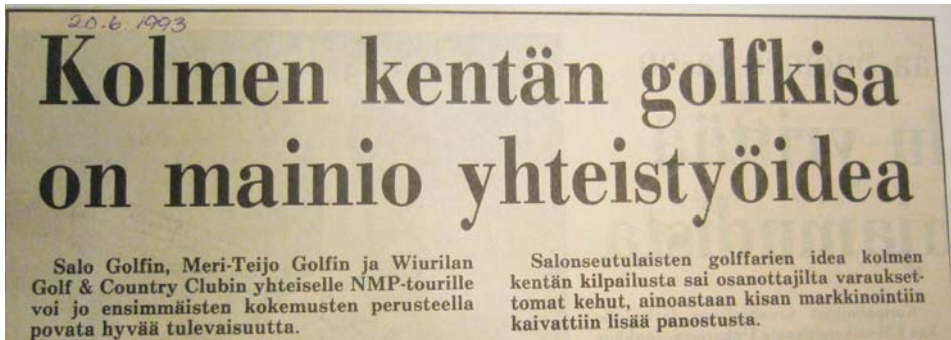 20.6.1993
Kolmen kentän golfkisa
on mainio yhteistyöidea
Salo Golfin, Meri-Teijo Golfin ja Wiurilan
Golf & Country Clubin yhteiselle NMP-tourille
voi jo ensimmäisten kokemusten perusteella
povata hyvää tulevaisuutta.
Salonseutulaisten golffarien idea kolmen
kentän kilpailusta sai osanottajilta varaukset-
tomat kehut, ainoastaan kisan markkinointiin
kaivattiin lisää panostusta.